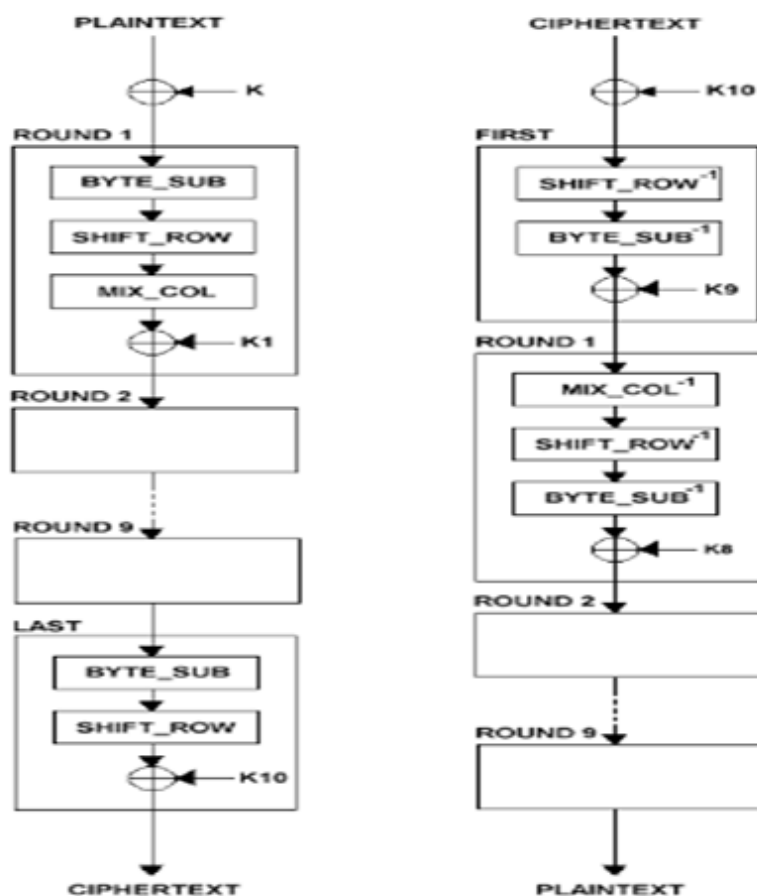 PLAINTEXT
K
ROUND 1
BYTE_SUB
SHIFT_ROW
MIX_COL
K1
ROUND 2
ROUND 9
LAST
BYTE_SUB
SHIFT_ROW
K10
CIPHERTEXT
CIPHERTEXT
K10
FIRST
SHIFT_ROW⁻¹
BYTE_SUB⁻¹
K9
ROUND 1
MIX_COL⁻¹
SHIFT_ROW⁻¹
BYTE_SUB⁻¹
K8
ROUND 2
ROUND 9
PLAINTEXT